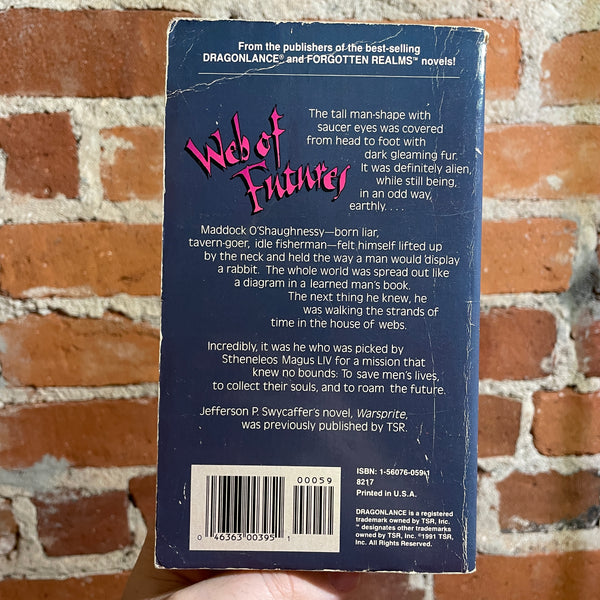 From the publishers of the best-selling
DRAGONLANCE® and FORGOTTEN REALMS™ novels!
Web of
Futures
The tall man-shape with
saucer eyes was covered
from head to foot with
dark gleaming fur.
It was definitely alien,
while still being,
in an odd way,
earthly. . . .
Maddock O'Shaughnessy—born liar,
tavern-goer, idle fisherman—felt himself lifted up
by the neck and held the way a man would display
a rabbit. The whole world was spread out like
a diagram in a learned man's book.
The next thing he knew, he
was walking the strands of
time in the house of webs.
Incredibly, it was he who was picked by
Stheneleos Magus LIV for a mission that
knew no bounds: To save men's lives,
to collect their souls, and to roam the future.
Jefferson P. Swycaffer's novel, Warsprite,
was previously published by TSR.
00059
0 46363 00395 1
ISBN: 1-56076-059-1
8217
Printed in U.S.A.
DRAGONLANCE is a registered
trademark owned by TSR, Inc.
™ designates other trademarks
owned by TSR, Inc. ©1991 TSR,
Inc. All Rights Reserved.